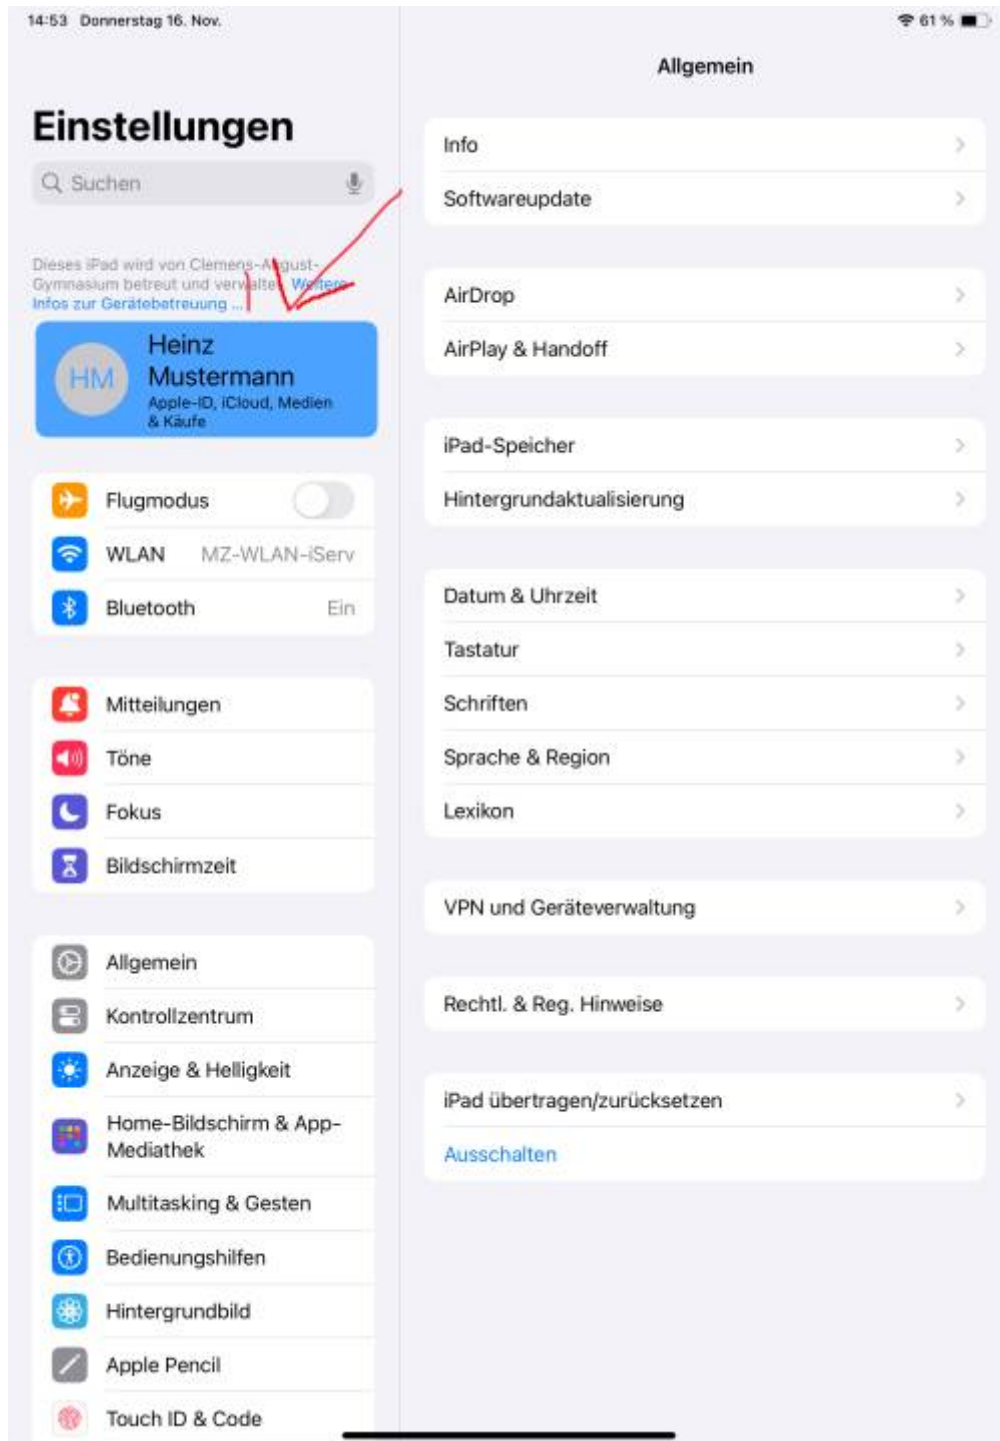 14:53 Donnerstag 16. Nov.
61 %
Einstellungen
Suchen
Dieses iPad wird von Clemens-August-
Gymnasium betreut und verwaltet. Weitere
Infos zur Gerätebetreuung ...
HM
Heinz
Mustermann
Apple-ID, iCloud, Medien
& Käufe
Flugmodus
WLAN MZ-WLAN-iServ
Bluetooth Ein
Mitteilungen
Töne
Fokus
Bildschirmzeit
Allgemein
Kontrollzentrum
Anzeige & Helligkeit
Home-Bildschirm & App-
Mediathek
Multitasking & Gesten
Bedienungshilfen
Hintergrundbild
Apple Pencil
Touch ID & Code
Allgemein
Info
Softwareupdate
AirDrop
AirPlay & Handoff
iPad-Speicher
Hintergrundaktualisierung
Datum & Uhrzeit
Tastatur
Schriften
Sprache & Region
Lexikon
VPN und Geräteverwaltung
Rechtl. & Reg. Hinweise
iPad übertragen/zurücksetzen
Ausschalten